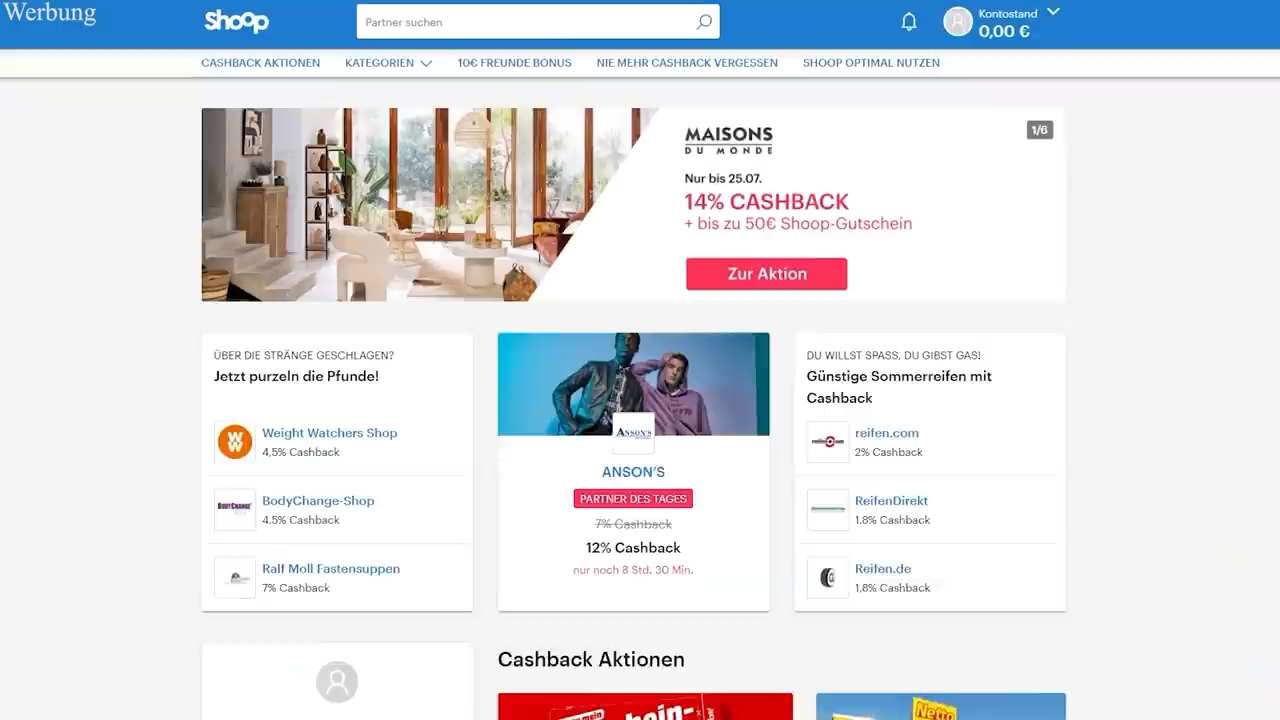 Werbung
shoop
Partner suchen
Kontostand
0,00 €
CASHBACK AKTIONEN KATEGORIEN 10€ FREUNDE BONUS NIE MEHR CASHBACK VERGESSEN SHOOP OPTIMAL NUTZEN
MAISONS
DU MONDE
1/6
Nur bis 25.07.
14% CASHBACK
+ bis zu 50€ Shoop-Gutschein
Zur Aktion
ÜBER DIE STRÄNGE GESCHLAGEN?
Jetzt purzeln die Pfunde!
Weight Watchers Shop
4,5% Cashback
BODYCHANGE
BodyChange-Shop
4.5% Cashback
Ralf Moll Fastensuppen
7% Cashback
ANSON'S
ANSON'S
PARTNER DES TAGES
7% Cashback
12% Cashback
nur noch 8 Std. 30 Min.
DU WILLST SPASS, DU GIBST GAS!
Günstige Sommerreifen mit
Cashback
reifen.com
2% Cashback
ReifenDirekt
1.8% Cashback
Reifen.de
1,8% Cashback
Cashback Aktionen
Netto